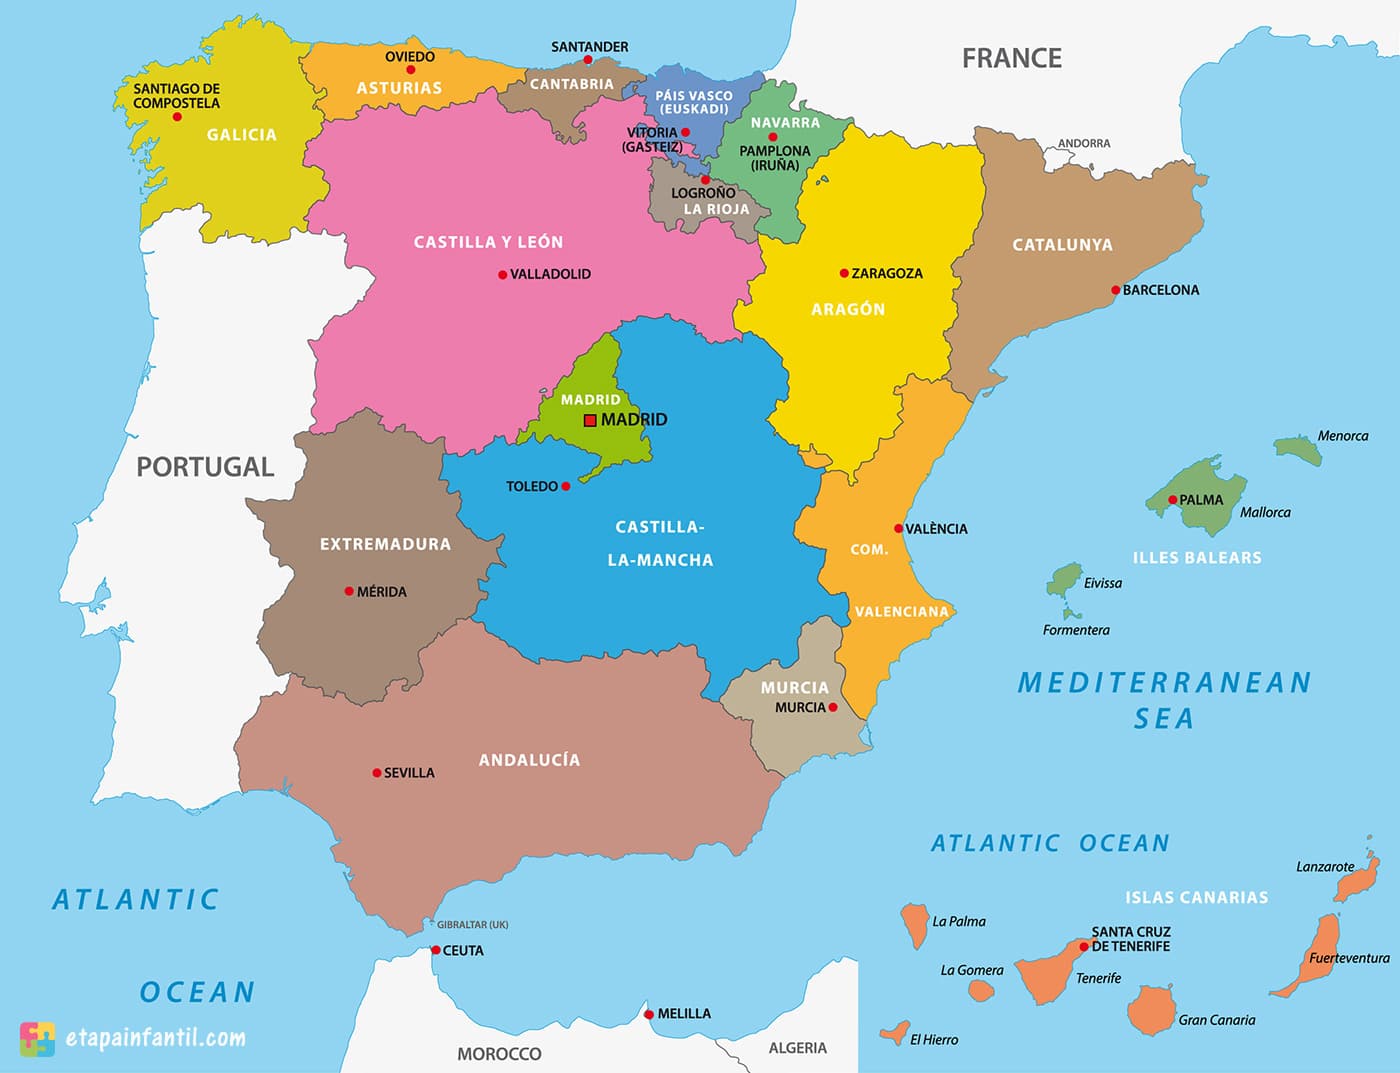 SANTANDER
OVIEDO
ASTURIAS
CANTABRIA
FRANCE
SANTIAGO DE
COMPOSTELA
GALICIA
PÁIS VASCO
(EUSKADI)
VITORIA
(GASTEIZ)
NAVARRA
PAMPLONA
(IRUÑA)
ANDORRA
LOGROÑO
LA RIOJA
CASTILLA Y LEÓN
VALLADOLID
ZARAGOZA
ARAGÓN
CATALUNYA
BARCELONA
MADRID
MADRID
PORTUGAL
TOLEDO
CASTILLA-
LA-MANCHA
EXTREMADURA
MÉRIDA
VALÈNCIA
COM.
VALENCIANA
Menorca
PALMA
Mallorca
ILLES BALEARS
Eivissa
Formentera
MEDITERRANEAN
SEA
MURCIA
MURCIA
ANDALUCÍA
SEVILLA
ATLANTIC
OCEAN
GIBRALTAR (UK)
CEUTA
MELILLA
MOROCCO
ALGERIA
ATLANTIC OCEAN
ISLAS CANARIAS
Lanzarote
La Palma
SANTA CRUZ
DE TENERIFE
Fuerteventura
La Gomera
Tenerife
Gran Canaria
El Hierro
etapainfantil.com